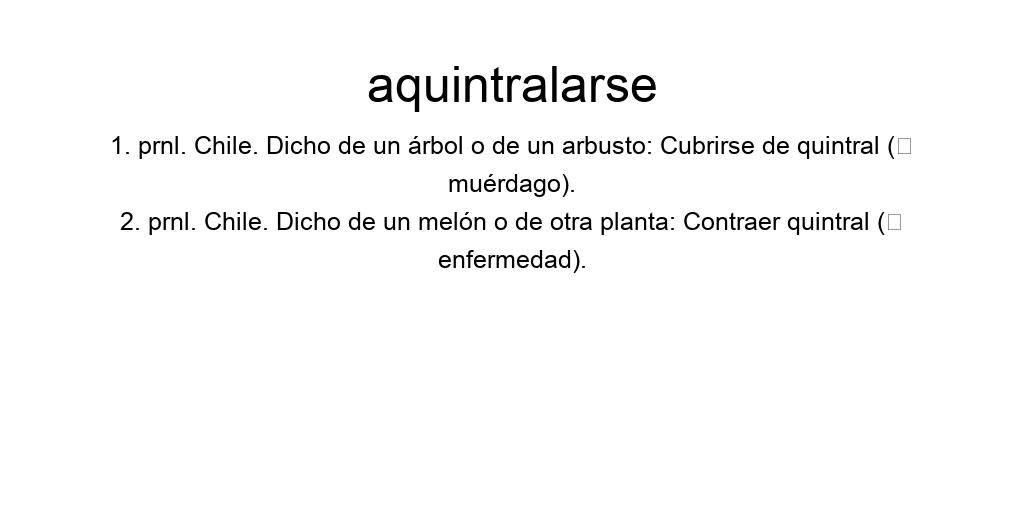 aquintralarse
1. prnl. Chile. Dicho de un árbol o de un arbusto: Cubrirse de quintral (□
muérdago).
2. prnl. Chile. Dicho de un melón o de otra planta: Contraer quintral (□
enfermedad).